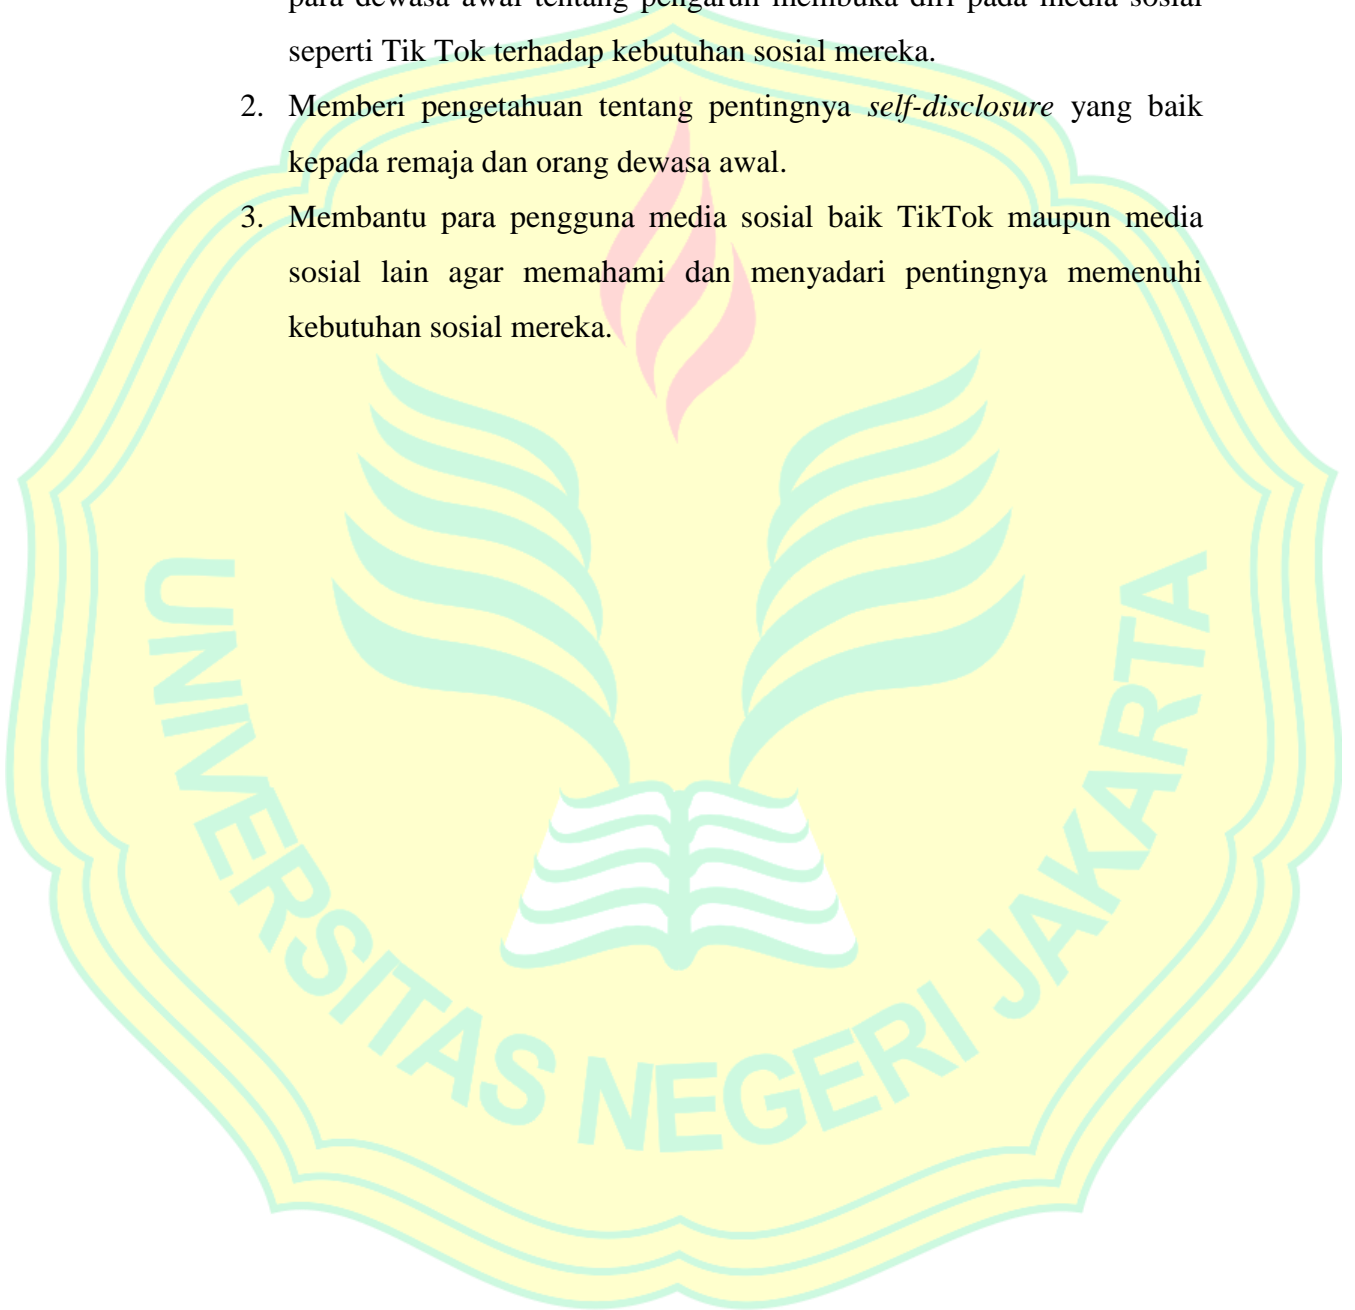 para dewasa awal tentang pengaruh membuka diri pada media sosial
seperti Tik Tok terhadap kebutuhan sosial mereka.
2. Memberi pengetahuan tentang pentingnya self-disclosure yang baik
kepada remaja dan orang dewasa awal.
3. Membantu para pengguna media sosial baik TikTok maupun media
sosial lain agar memahami dan menyadari pentingnya memenuhi
kebutuhan sosial mereka.
UNIVERSITAS NEGERI JAKARTA